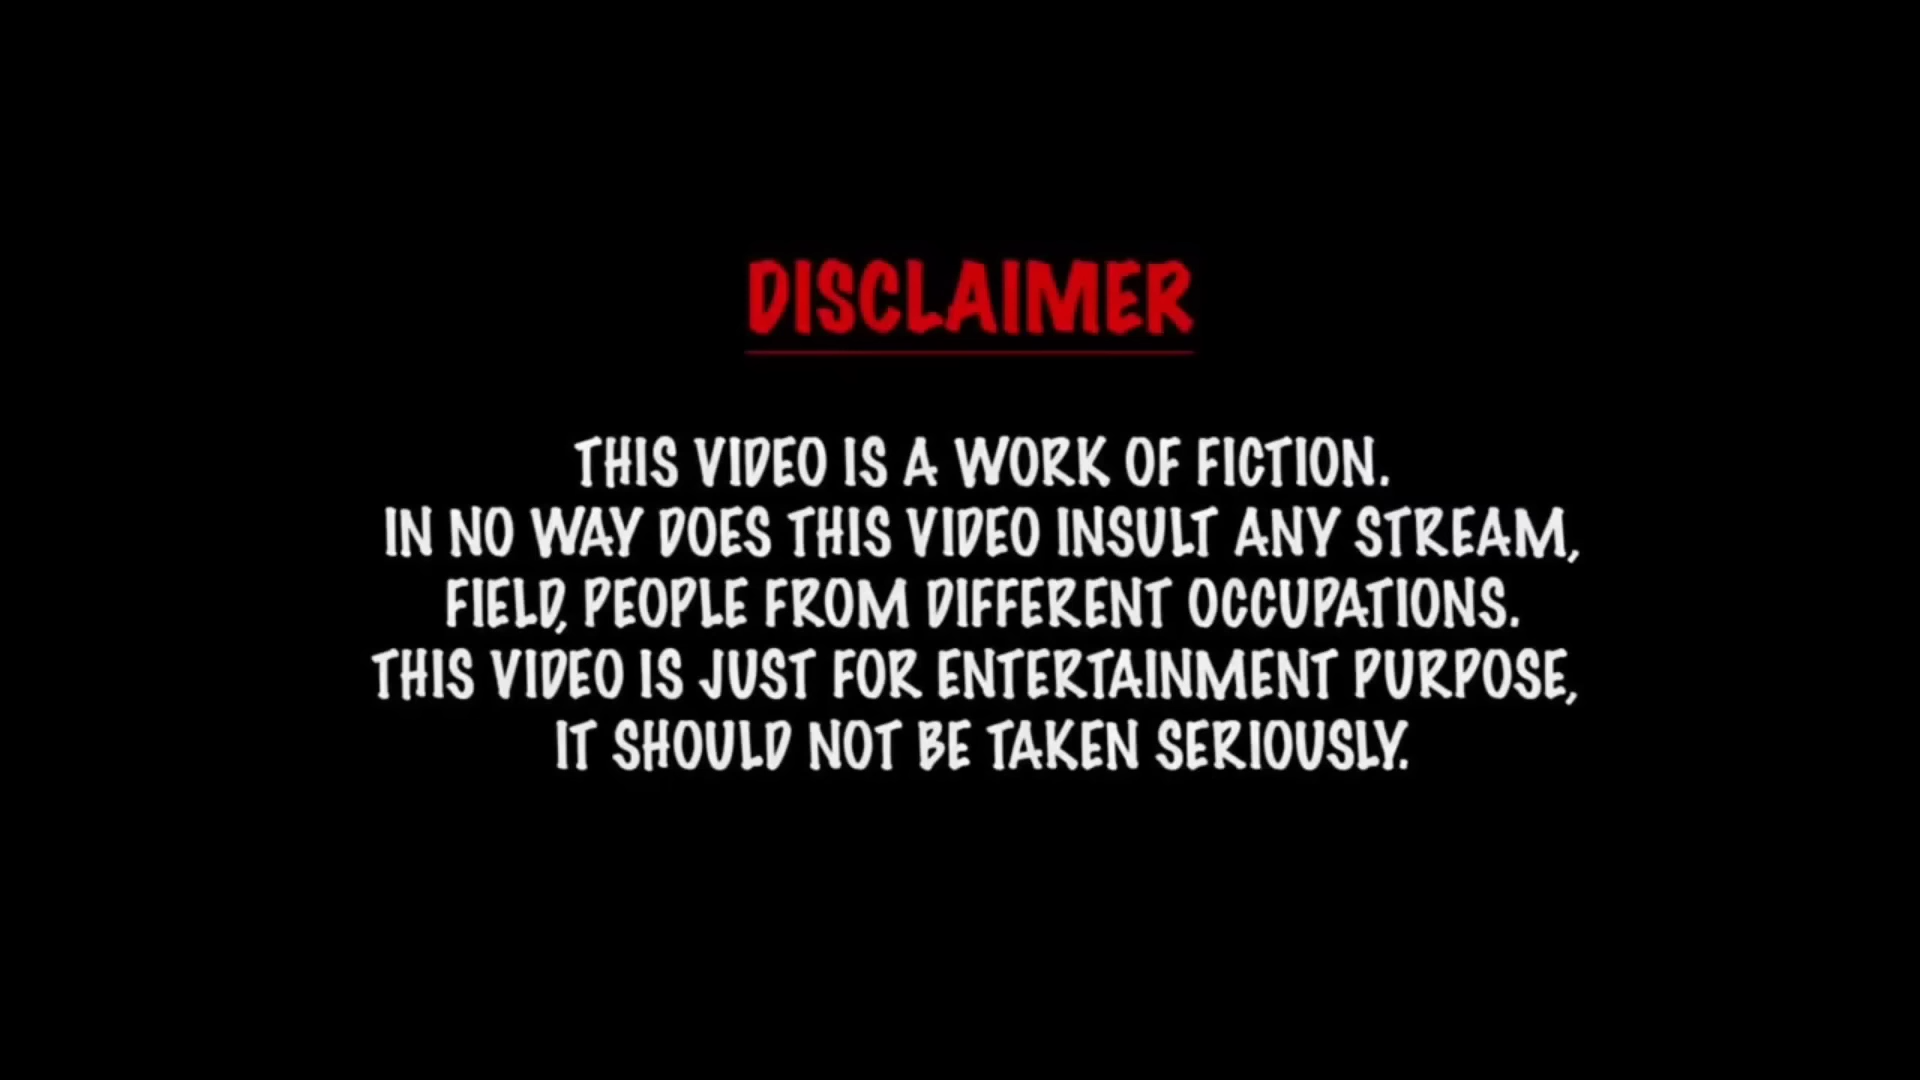 DISCLAIMER
THIS VIDEO IS A WORK OF FICTION.
IN NO WAY DOES THIS VIDEO INSULT ANY STREAM,
FIELD, PEOPLE FROM DIFFERENT OCCUPATIONS.
THIS VIDEO IS JUST FOR ENTERTAINMENT PURPOSE,
IT SHOULD NOT BE TAKEN SERIOUSLY.